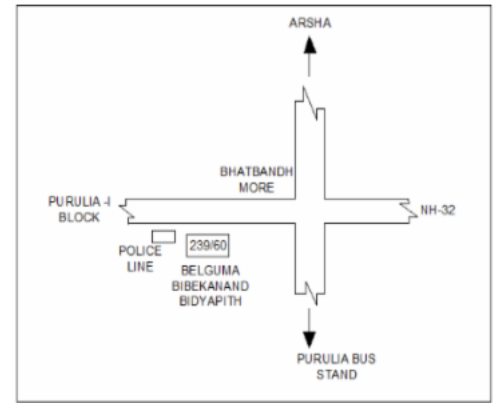 ARSHA
BHATBANDH
MORE
PURULIA -I
BLOCK
NH-32
POLICE
LINE
239/60
BELGUMA
BIBEKANAND
BIDYAPITH
PURULIA BUS
STAND